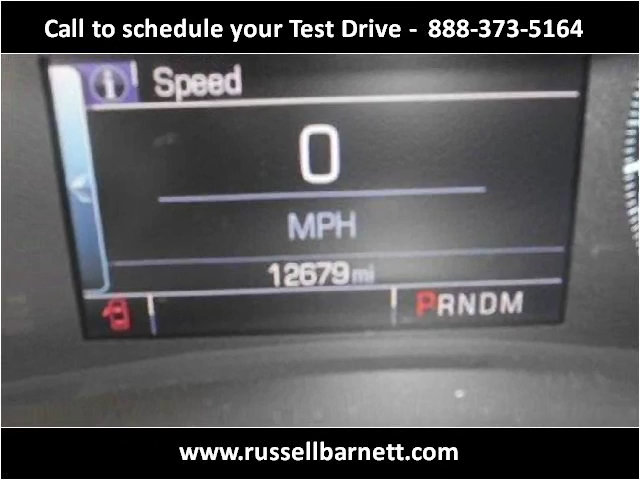 Call to schedule your Test Drive - 888-373-5164
i Speed
0
MPH
12679 mi
PRNDM
www.russellbarnett.com